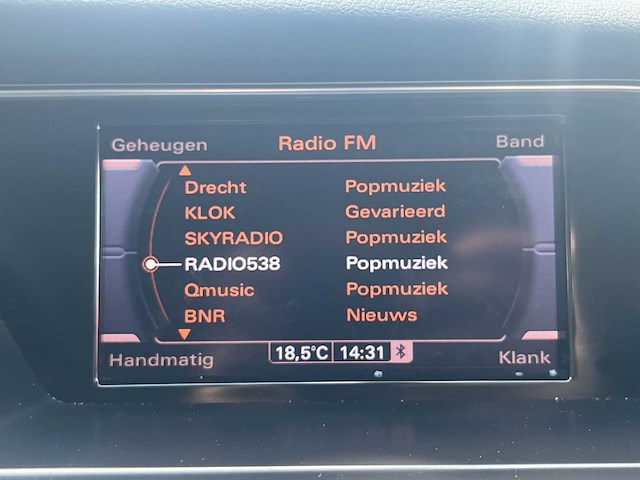 Geheugen Radio FM Band
Drecht Popmuziek
KLOK Gevarieerd
SKYRADIO Popmuziek
RADIO538 Popmuziek
Qmusic Popmuziek
BNR Nieuws
Handmatig 18,5°C 14:31 Klank